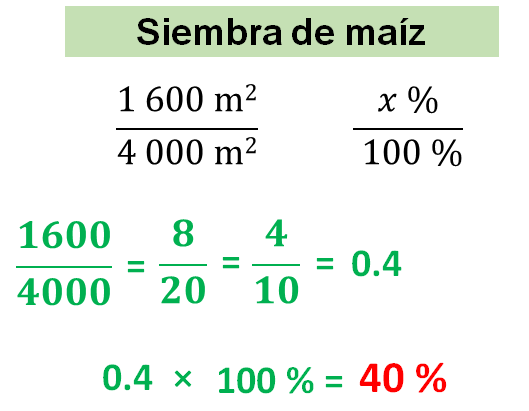 Siembra de maíz
1 600 m² x %
4 000 m² 100 %
1600 8 4
= = = 0.4
4000 20 10
0.4 × 100 % = 40 %